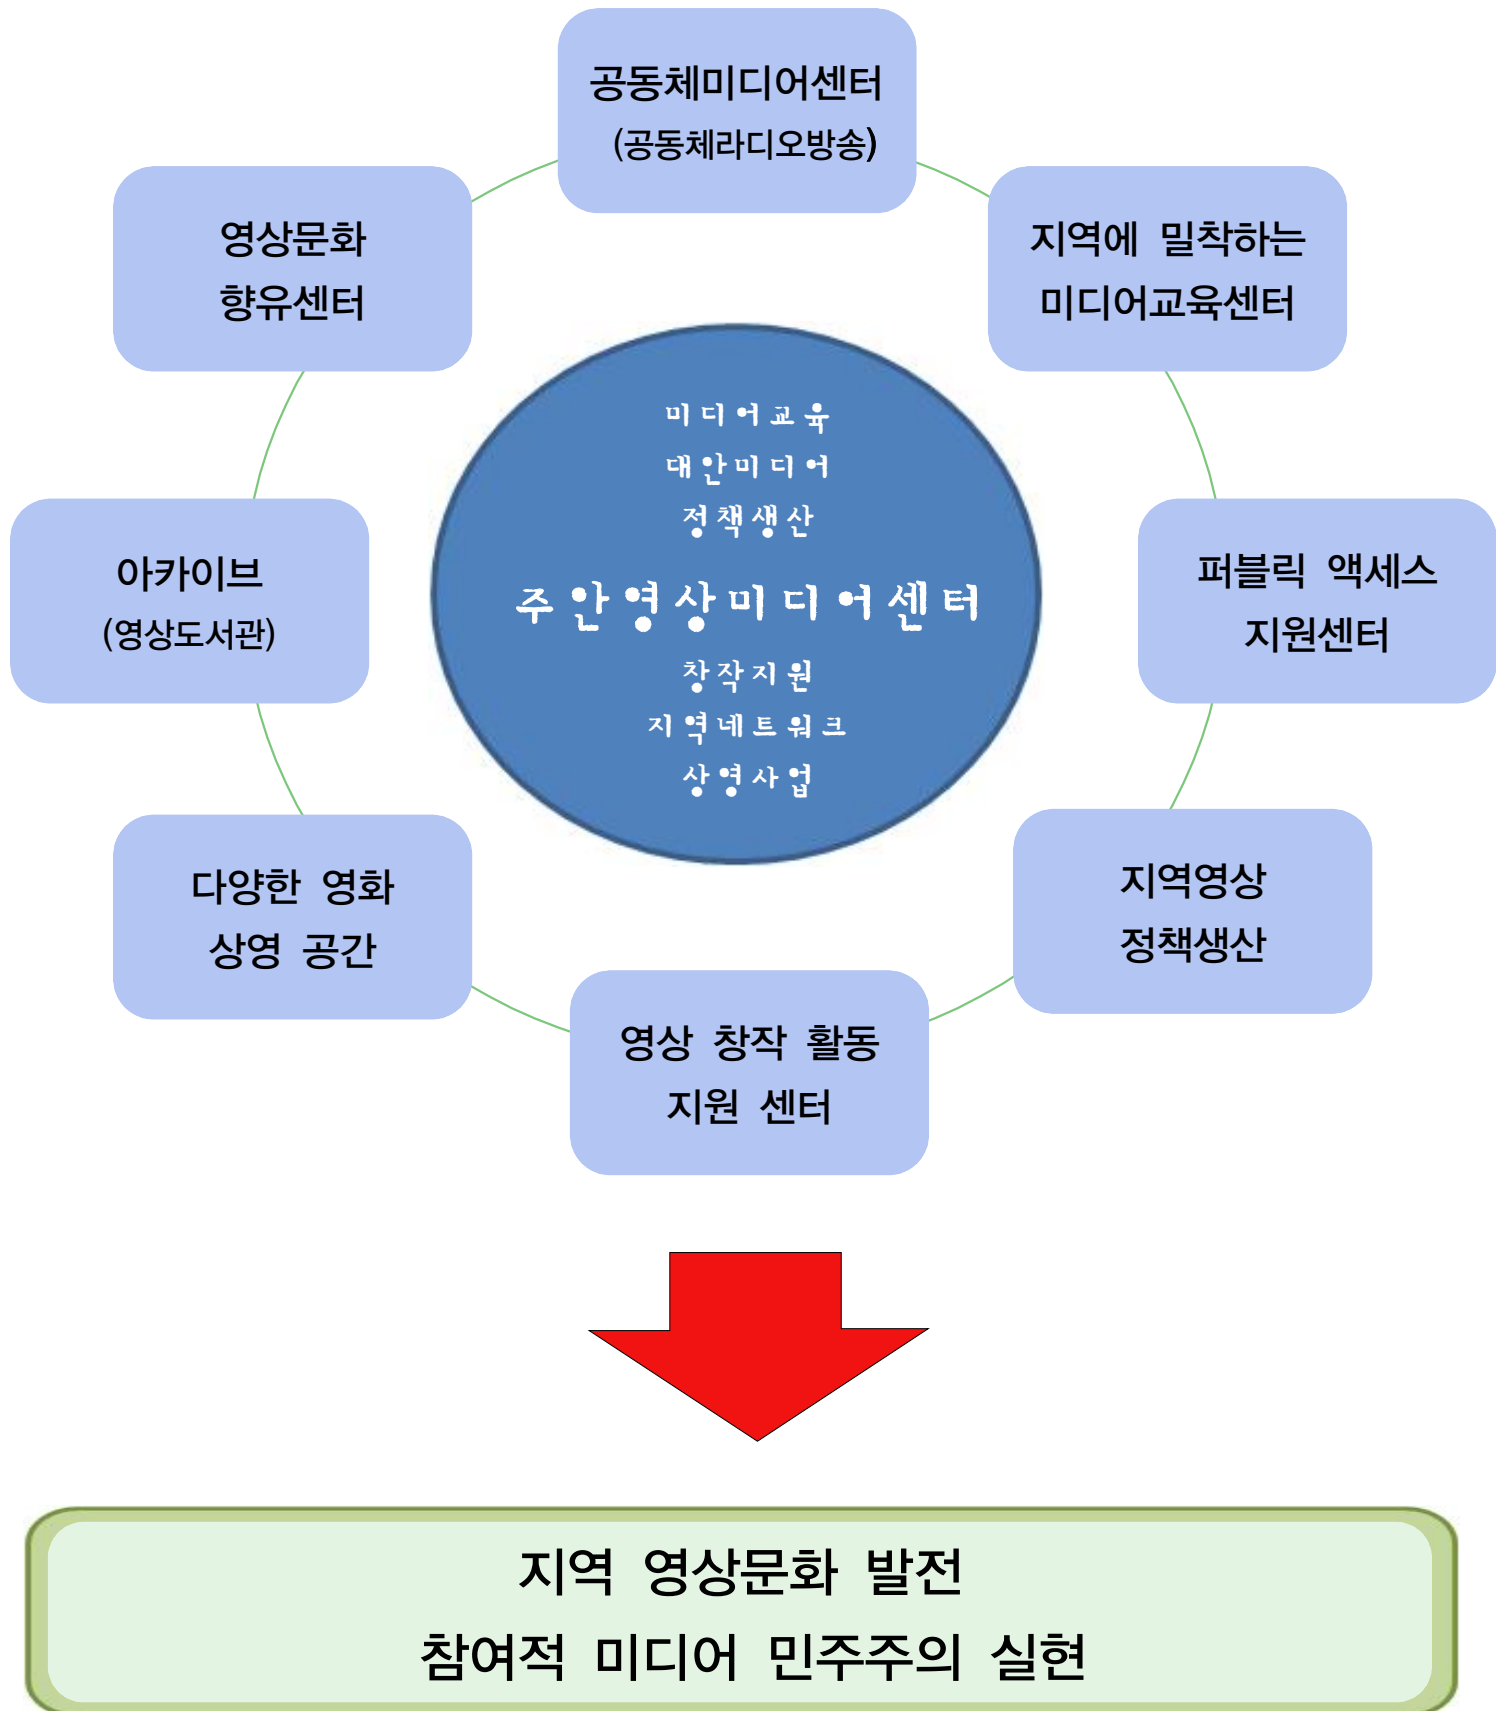 공동체미디어센터
(공동체라디오방송)
영상문화
향유센터
지역에 밀착하는
미디어교육센터
미디어교육
대안미디어
정책생산
주안영상미디어센터
창작지원
지역네트워크
상영사업
아카이브
(영상도서관)
퍼블릭 액세스
지원센터
다양한 영화
상영 공간
지역영상
정책생산
영상 창작 활동
지원 센터
지역 영상문화 발전
참여적 미디어 민주주의 실현